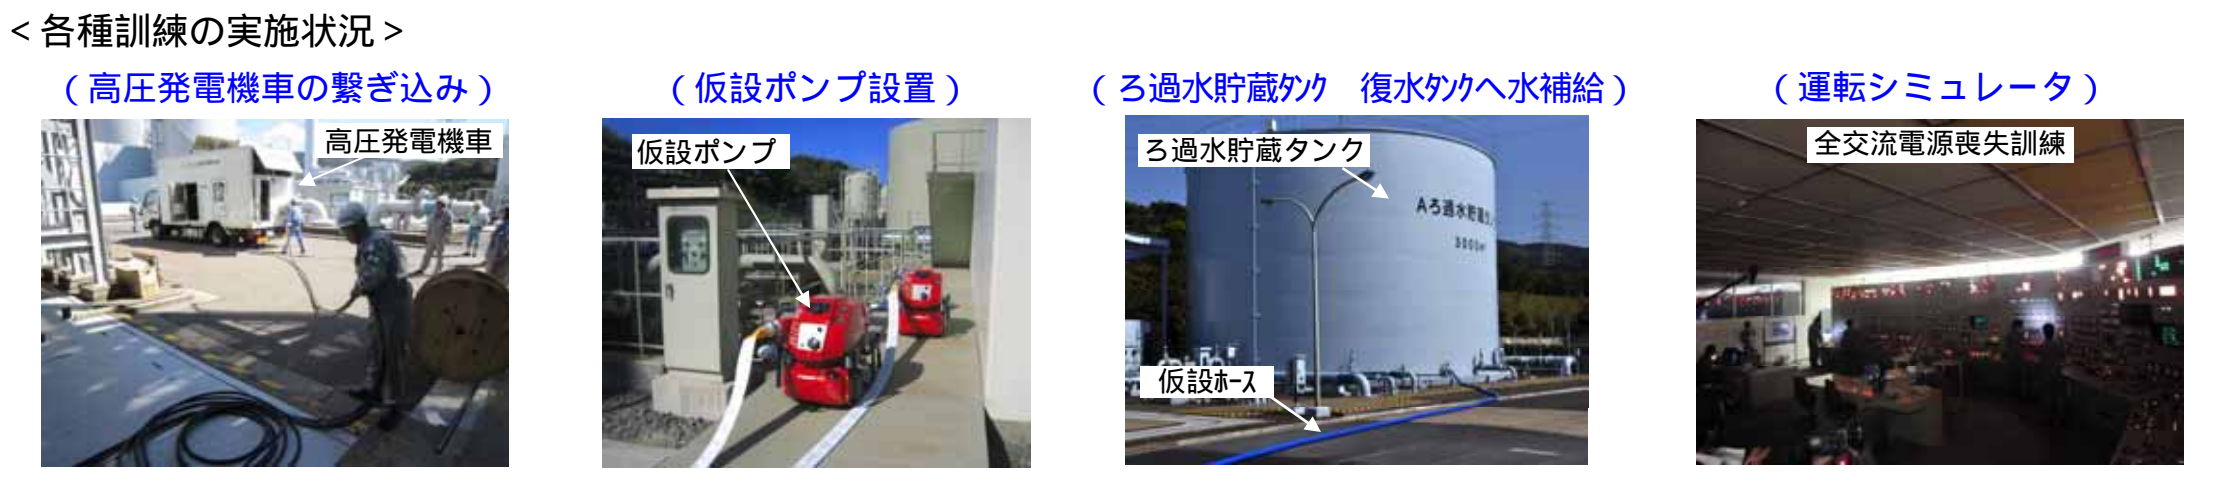 ＜各種訓練の実施状況＞
（高圧発電機車の繋ぎ込み）
（仮設ポンプ設置）
（ろ過水貯蔵ﾀﾝｸ　復水ﾀﾝｸへ水補給）
（運転シミュレータ）
高圧発電機車
仮設ポンプ
ろ過水貯蔵タンク
Aろ過水貯蔵タン
3000㎥
仮設ﾎｰｽ
全交流電源喪失訓練